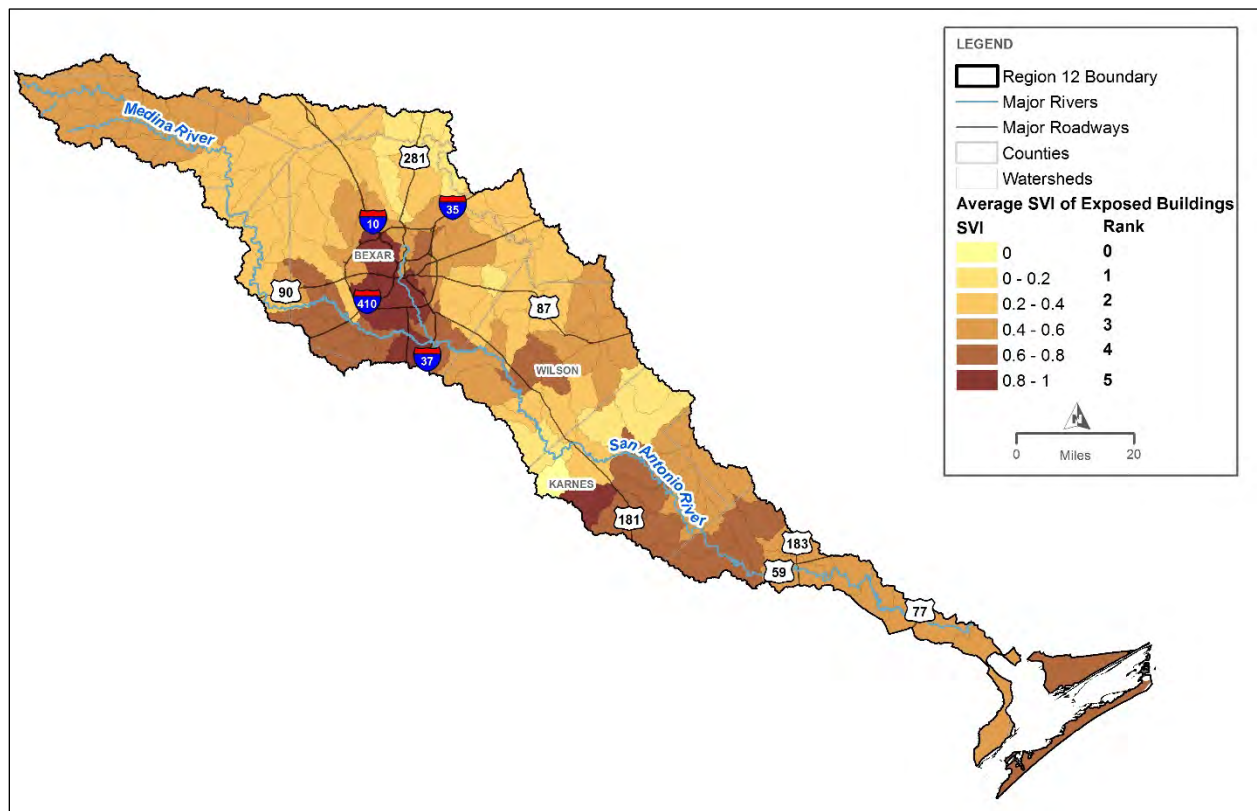 LEGEND
Region 12 Boundary
Major Rivers
Major Roadways
Counties
Watersheds
Average SVI of Exposed Buildings
SVI Rank
0 0
0 - 0.2 1
0.2 - 0.4 2
0.4 - 0.6 3
0.6 - 0.8 4
0.8 - 1 5
N
0 20
Miles
Medina River
281
35
10
BEXAR
90
410
87
37
WILSON
San Antonio River
KARNES
181
183
59
77